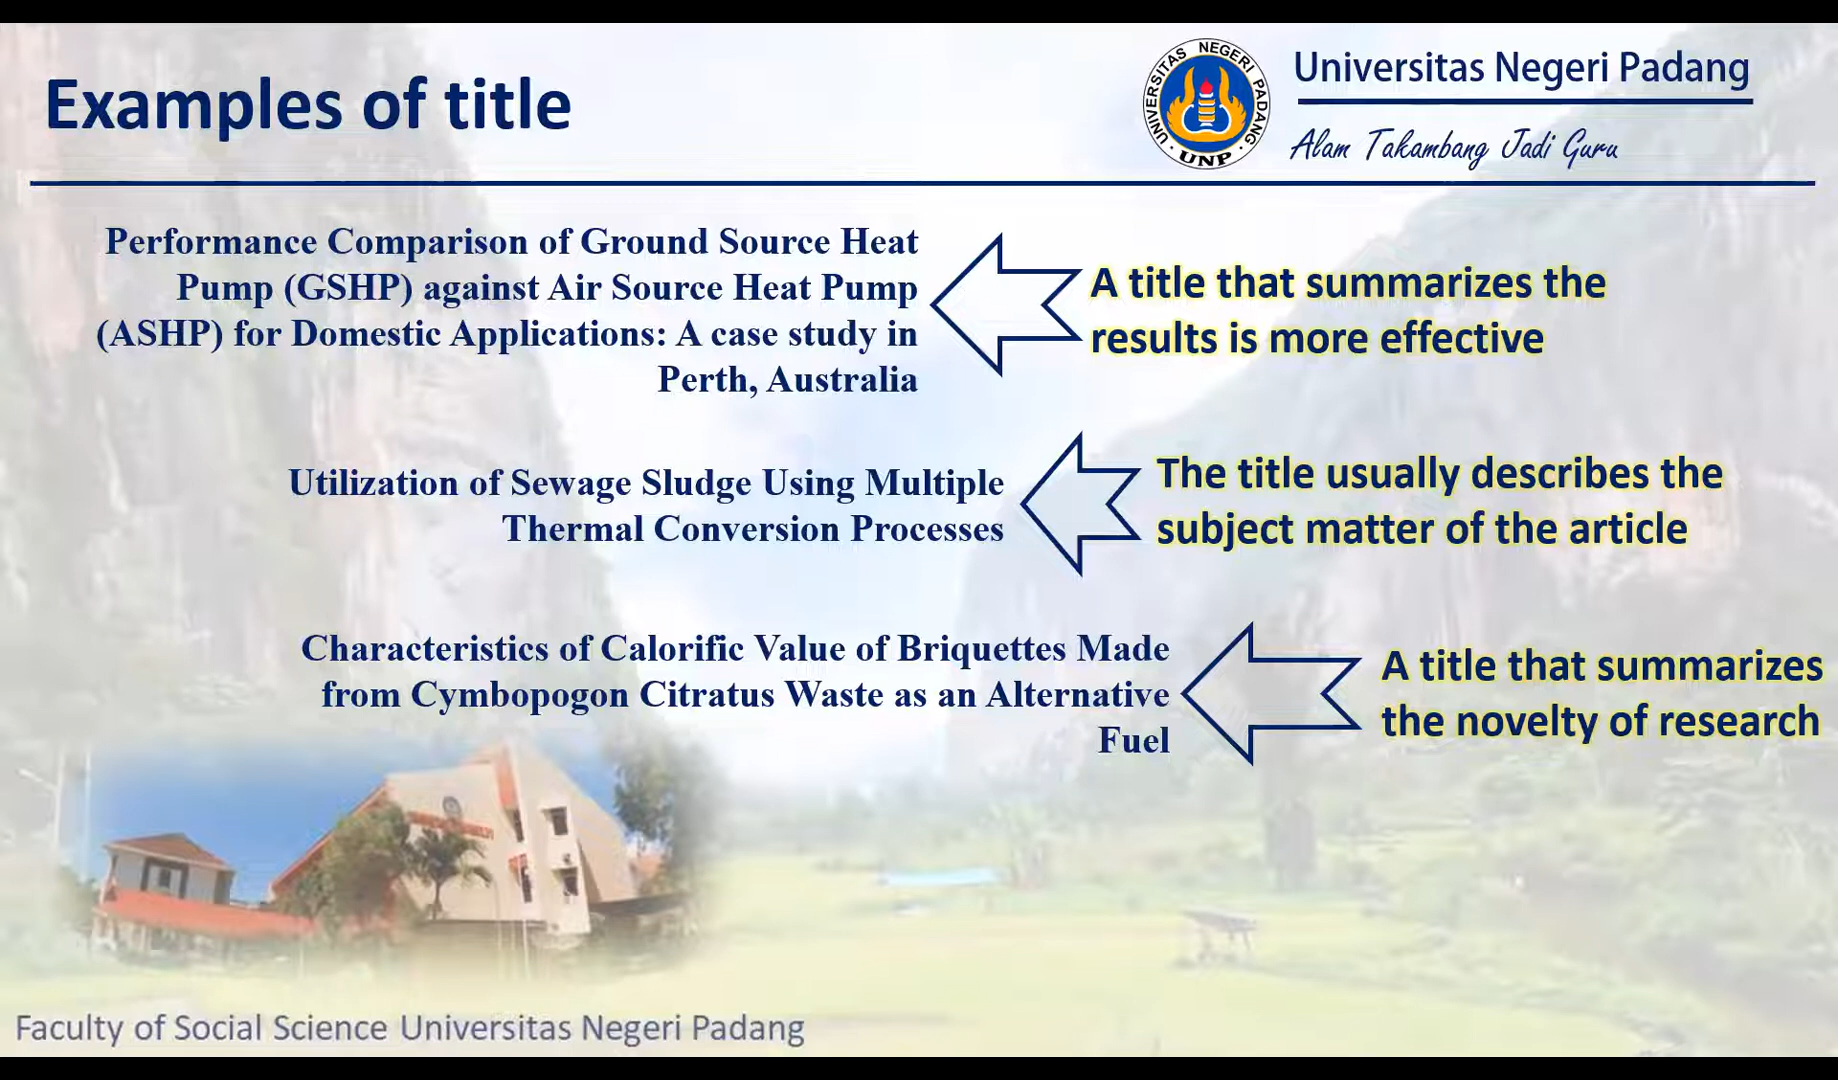 Examples of title
UNIVERSITAS NEGERI PADANG
UNP
Universitas Negeri Padang
Alam Takambang Jadi Guru
Performance Comparison of Ground Source Heat
Pump (GSHP) against Air Source Heat Pump
(ASHP) for Domestic Applications: A case study in
Perth, Australia
A title that summarizes the
results is more effective
Utilization of Sewage Sludge Using Multiple
Thermal Conversion Processes
The title usually describes the
subject matter of the article
Characteristics of Calorific Value of Briquettes Made
from Cymbopogon Citratus Waste as an Alternative
Fuel
A title that summarizes
the novelty of research
Faculty of Social Science Universitas Negeri Padang